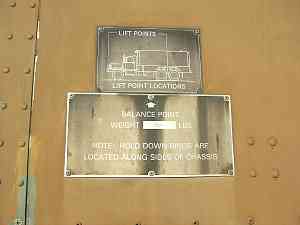 LIFT POINTS
LIFT POINT LOCATIONS
BALANCE POINT
WEIGHT LBS.
NOTE: HOLD DOWN RINGS ARE
LOCATED ALONG SIDES OF CHASSIS